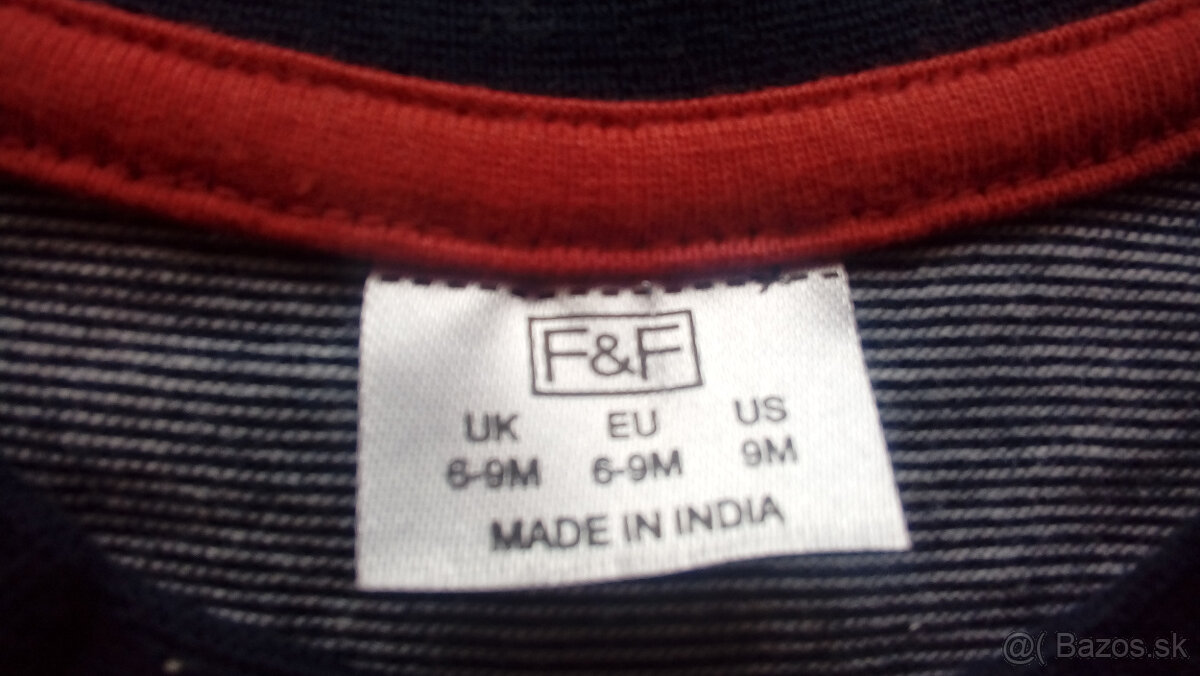 F&F
UK EU US
6-9M 6-9M 9M
MADE IN INDIA
@( Bazos.sk